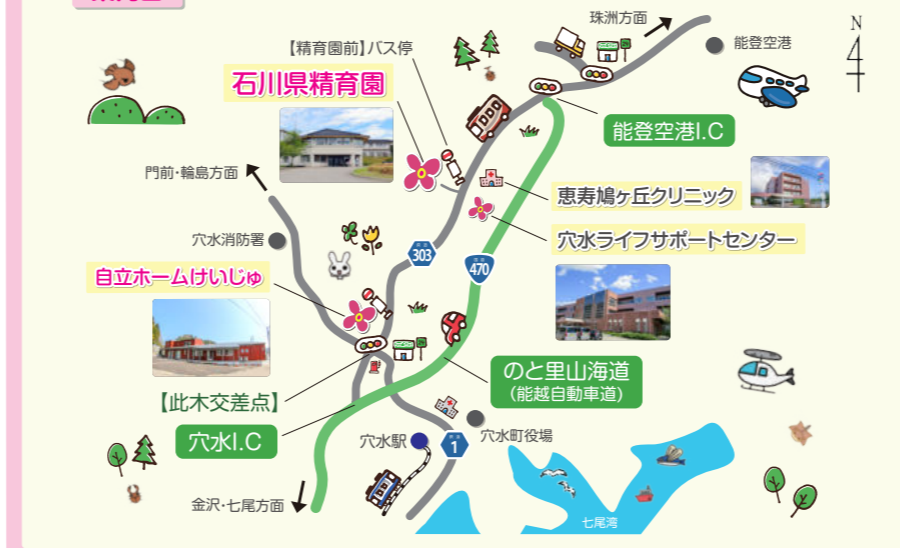 珠洲方面
N
【精育園前】バス停
能登空港
石川県精育園
能登空港I.C
門前・輪島方面
恵寿鳩ヶ丘クリニック
穴水消防署
穴水ライフサポートセンター
303
470
自立ホームけいじゅ
のと里山海道
(能越自動車道)
【此木交差点】
穴水I.C
穴水駅
1
穴水町役場
金沢・七尾方面
七尾湾